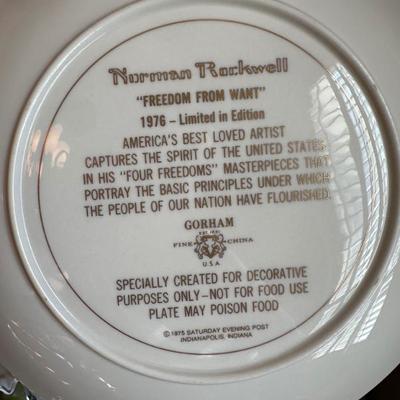 Norman Rockwell
"FREEDOM FROM WANT"
1976 – Limited in Edition
AMERICA'S BEST LOVED ARTIST
CAPTURES THE SPIRIT OF THE UNITED STATES
IN HIS "FOUR FREEDOMS" MASTERPIECES THAT
PORTRAY THE BASIC PRINCIPLES UNDER WHICH
THE PEOPLE OF OUR NATION HAVE FLOURISHED.
GORHAM
FINE CHINA
U.S.A
SPECIALLY CREATED FOR DECORATIVE
PURPOSES ONLY–NOT FOR FOOD USE
PLATE MAY POISON FOOD
© 1975 SATURDAY EVENING POST
INDIANAPOLIS, INDIANA